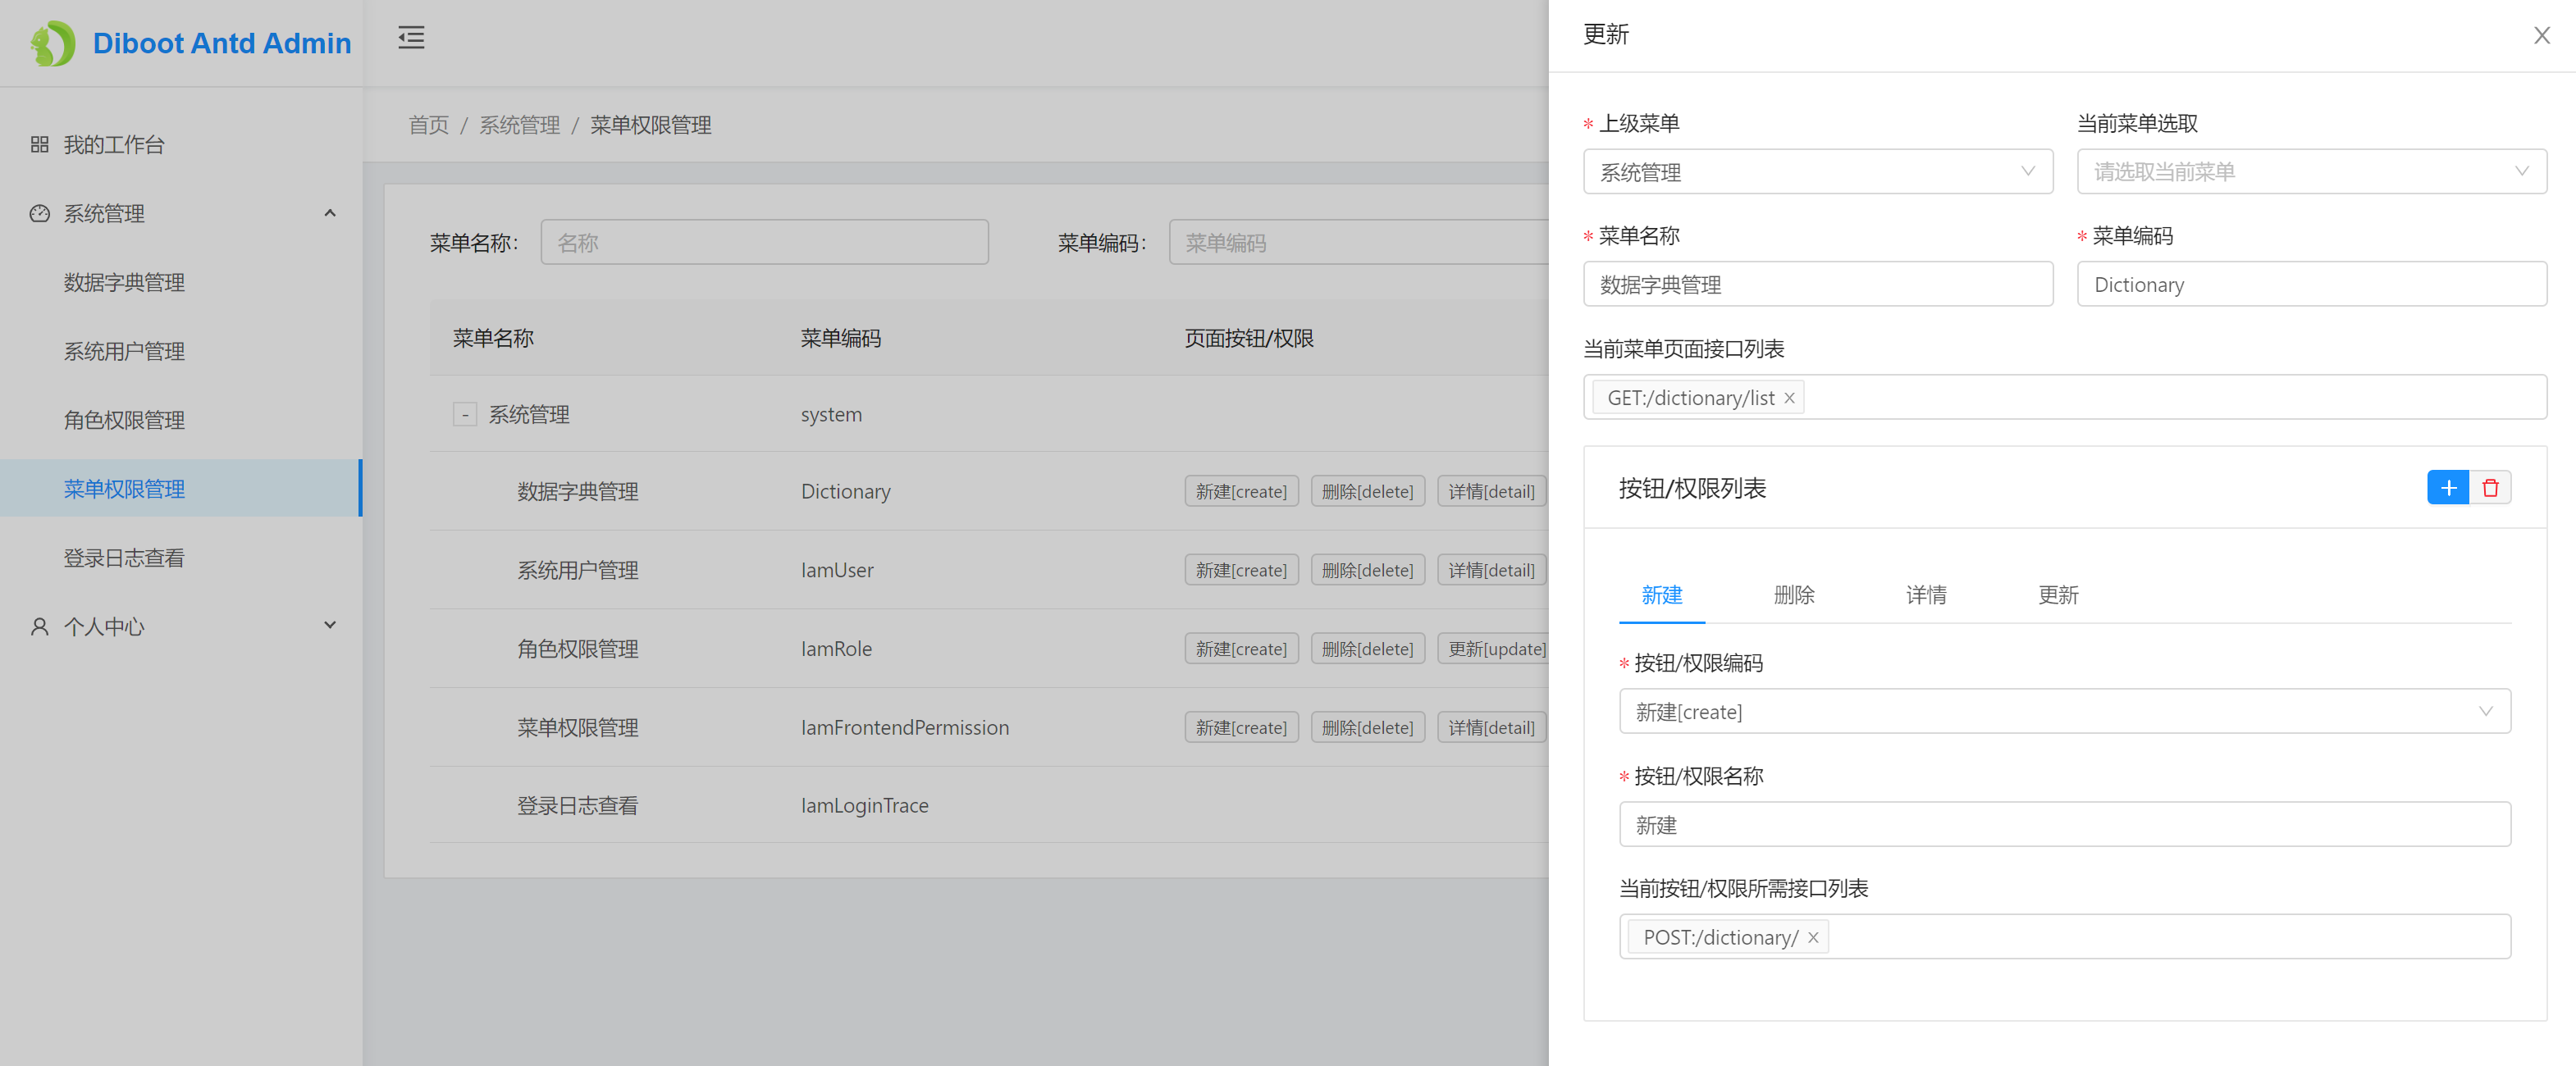 Diboot Antd Admin
我的工作台
系统管理
数据字典管理
系统用户管理
角色权限管理
菜单权限管理
登录日志查看
个人中心
首页 / 系统管理 / 菜单权限管理
菜单名称： 名称 菜单编码： 菜单编码
菜单名称 菜单编码 页面按钮/权限
- 系统管理 system
数据字典管理 Dictionary 新建[create] 删除[delete] 详情[detail]
系统用户管理 IamUser 新建[create] 删除[delete] 详情[detail]
角色权限管理 IamRole 新建[create] 删除[delete] 更新[update]
菜单权限管理 IamFrontendPermission 新建[create] 删除[delete] 详情[detail]
登录日志查看 IamLoginTrace
更新
* 上级菜单 当前菜单选取
系统管理 请选取当前菜单
* 菜单名称 * 菜单编码
数据字典管理 Dictionary
当前菜单页面接口列表
GET:/dictionary/list
按钮/权限列表
新建 删除 详情 更新
* 按钮/权限编码
新建[create]
* 按钮/权限名称
新建
当前按钮/权限所需接口列表
POST:/dictionary/